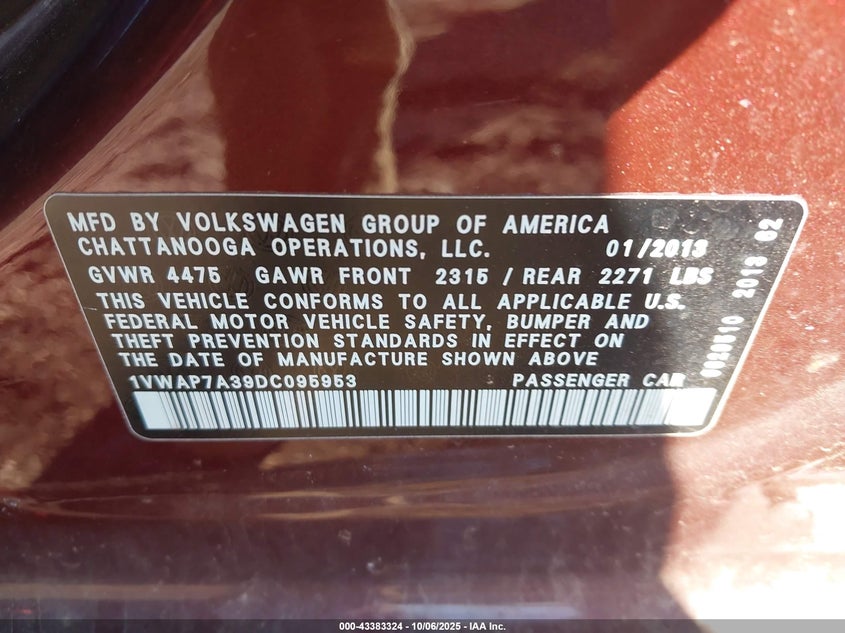 MFD BY VOLKSWAGEN GROUP OF AMERICA
CHATTANOOGA OPERATIONS, LLC. 01/2013
GVWR 4475 GAWR FRONT 2315 / REAR 2271 LBS
THIS VEHICLE CONFORMS TO ALL APPLICABLE U.S.
FEDERAL MOTOR VEHICLE SAFETY, BUMPER AND
THEFT PREVENTION STANDARDS IN EFFECT ON
THE DATE OF MANUFACTURE SHOWN ABOVE
1VWAP7A39DC095953 PASSENGER CAR
2013 82
000-43383324 - 10/06/2025 - IAA Inc.